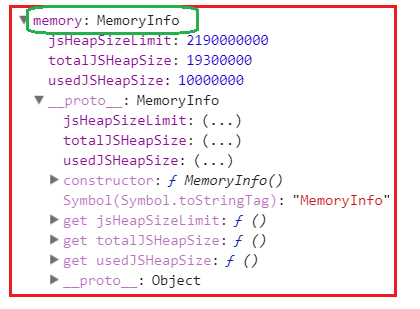 ▼memory: MemoryInfo
jsHeapSizeLimit: 2190000000
totalJSHeapSize: 19300000
usedJSHeapSize: 10000000
▼__proto__: MemoryInfo
jsHeapSizeLimit: (...)
totalJSHeapSize: (...)
usedJSHeapSize: (...)
▶constructor: ƒ MemoryInfo()
Symbol(Symbol.toStringTag): "MemoryInfo"
▶get jsHeapSizeLimit: ƒ ()
▶get totalJSHeapSize: ƒ ()
▶get usedJSHeapSize: ƒ ()
▶__proto__: Object